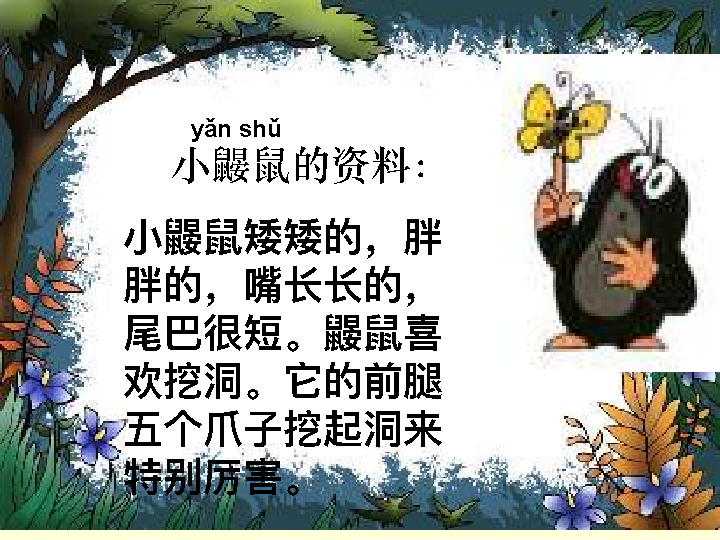 yǎn shǔ
小鼹鼠的资料：
小鼹鼠矮矮的，胖
胖的，嘴长长的，
尾巴很短。鼹鼠喜
欢挖洞。它的前腿
五个爪子挖起洞来
特别厉害。